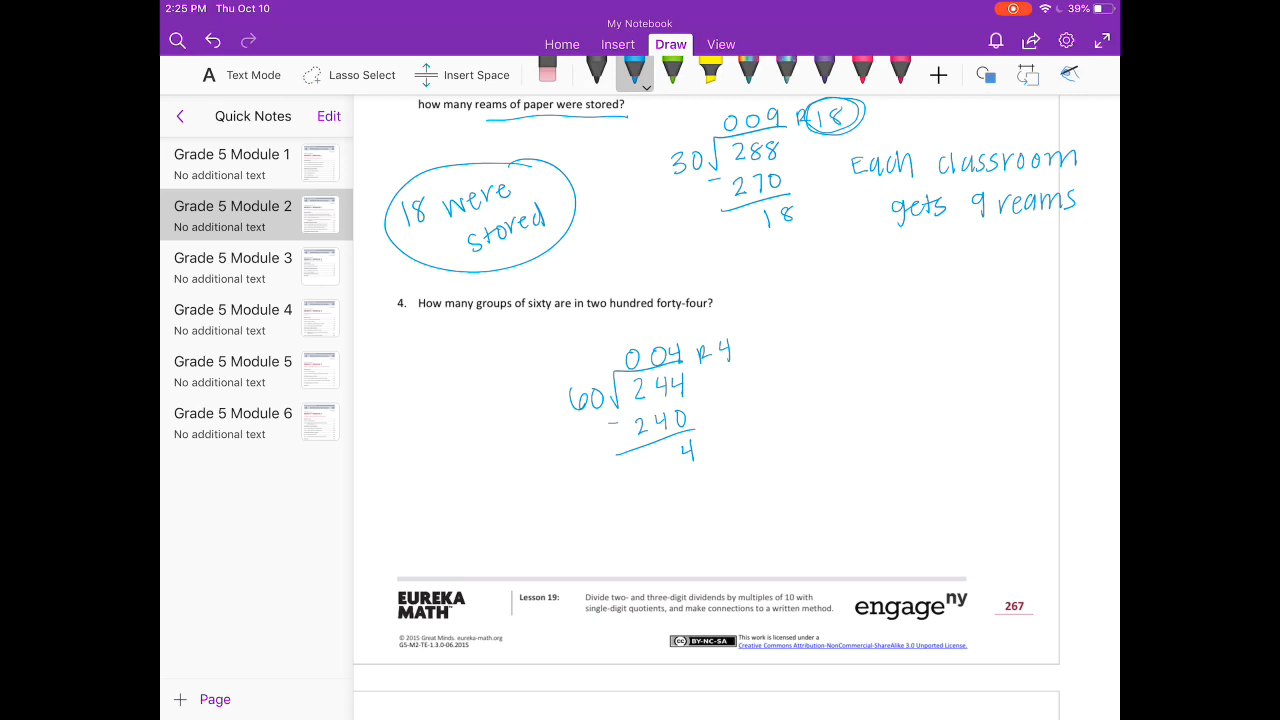 2:25 PM Thu Oct 10
39%
My Notebook
Home Insert Draw View
A Text Mode Lasso Select Insert Space
Quick Notes Edit
Grade 5 Module 1
No additional text
Grade 5 Module 2
No additional text
Grade 5 Module 3
No additional text
Grade 5 Module 4
No additional text
Grade 5 Module 5
No additional text
Grade 5 Module 6
No additional text
Page
how many reams of paper were stored?
009 R 18
30 288
- 270
18
Each classroom
gets 9 reams
18 were
stored
4. How many groups of sixty are in two hundred forty-four?
004 R 4
60 244
- 240
4
EUREKA
MATH™
Lesson 19:
Divide two- and three-digit dividends by multiples of 10 with
single-digit quotients, and make connections to a written method.
engageny
267
© 2015 Great Minds. eureka-math.org
G5-M2-TE-1.3.0-06.2015
cc BY-NC-SA
This work is licensed under a
Creative Commons Attribution-NonCommercial-ShareAlike 3.0 Unported License.